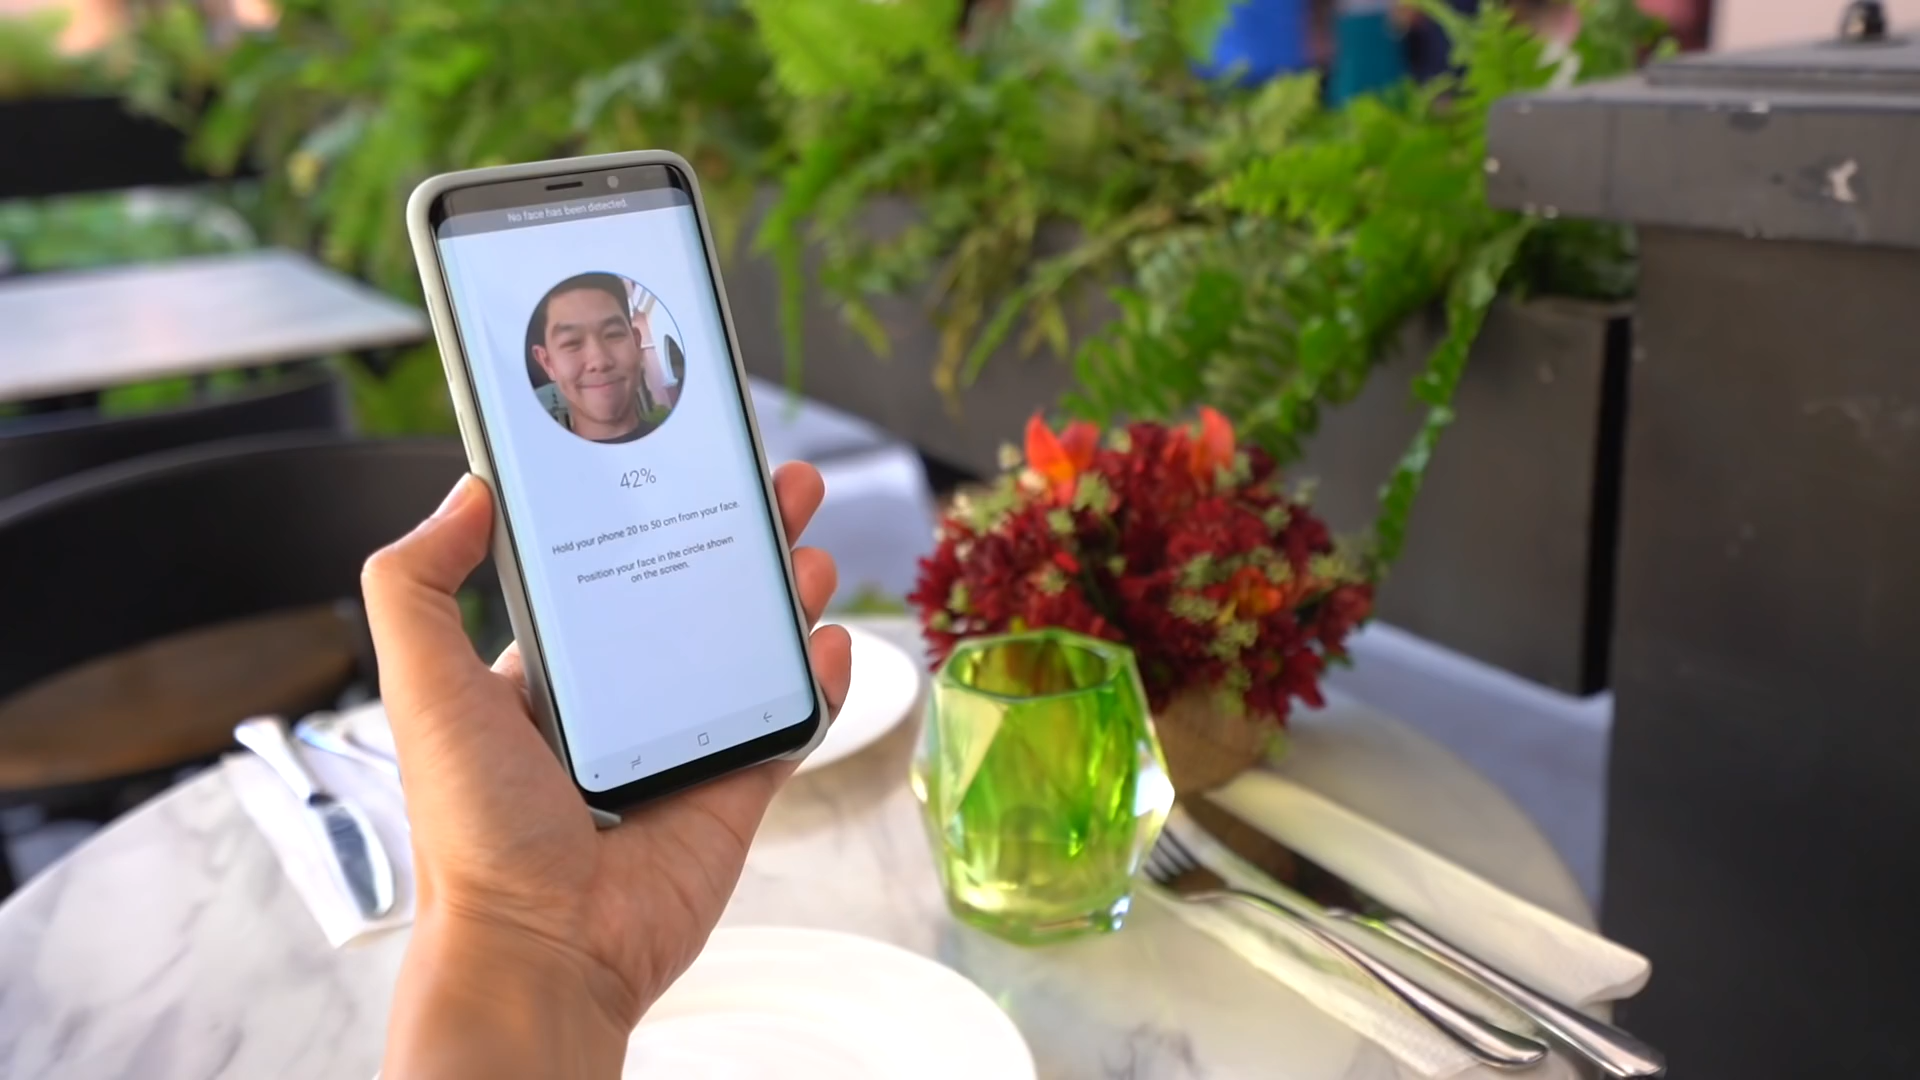 No face has been detected.
42%
Hold your phone 20 to 50 cm from your face.
Position your face in the circle shown
on the screen.